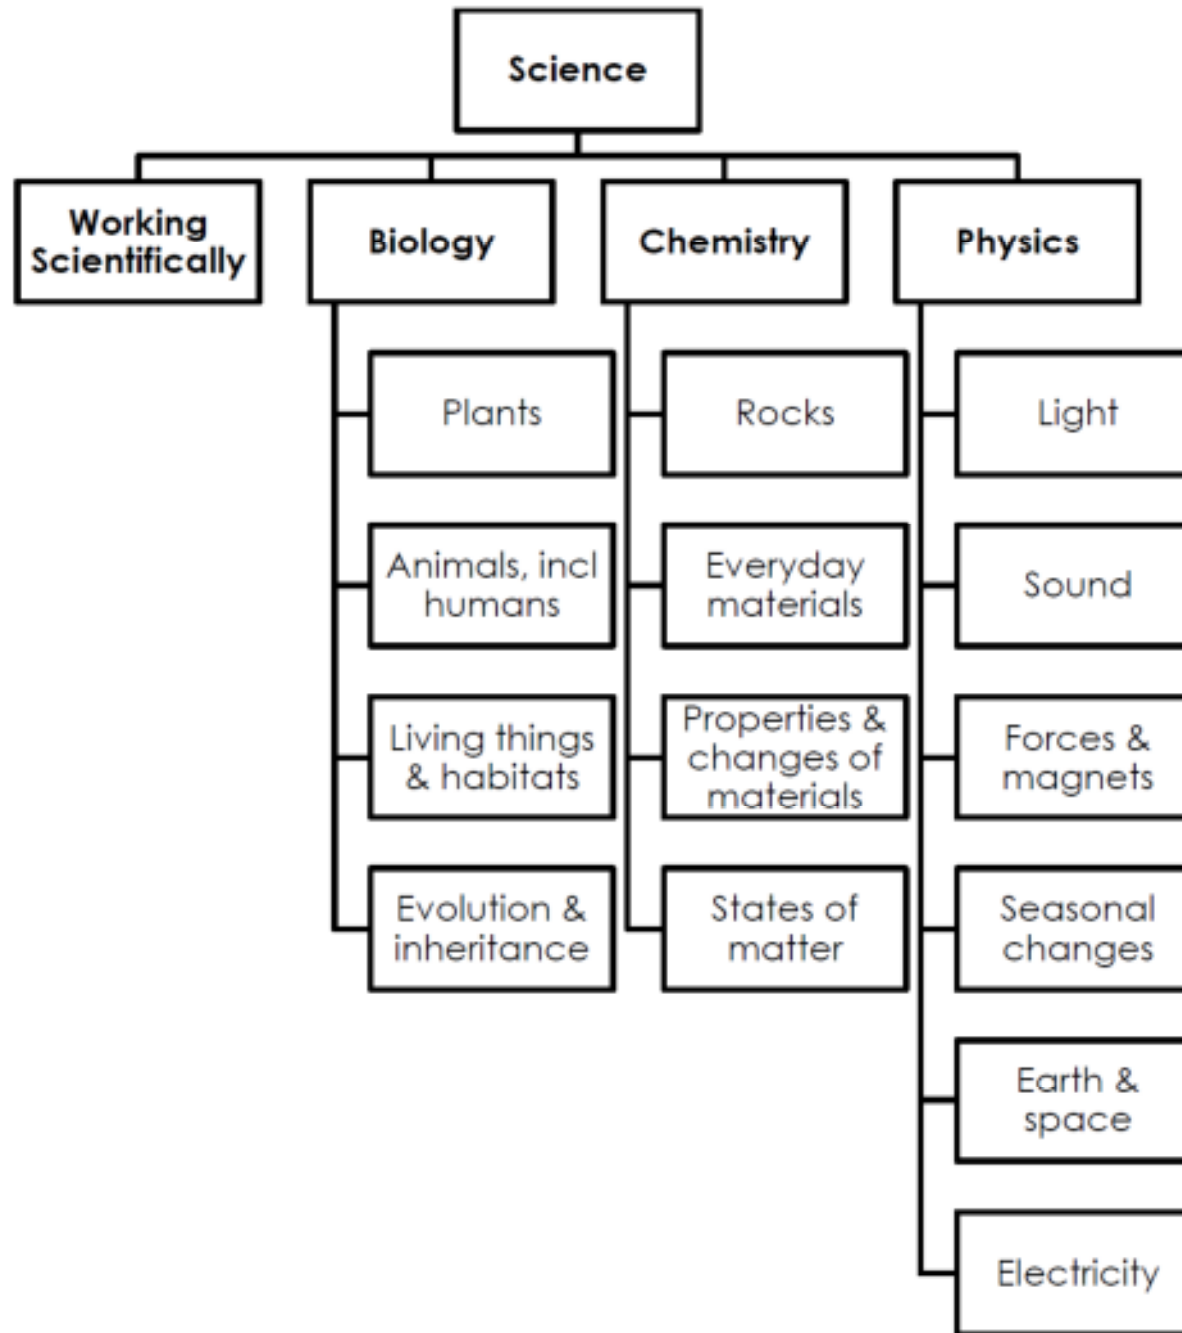 Science
Working
Scientifically
Biology
Chemistry
Physics
Plants
Animals, incl
humans
Living things
& habitats
Evolution &
inheritance
Rocks
Everyday
materials
Properties &
changes of
materials
States of
matter
Light
Sound
Forces &
magnets
Seasonal
changes
Earth &
space
Electricity